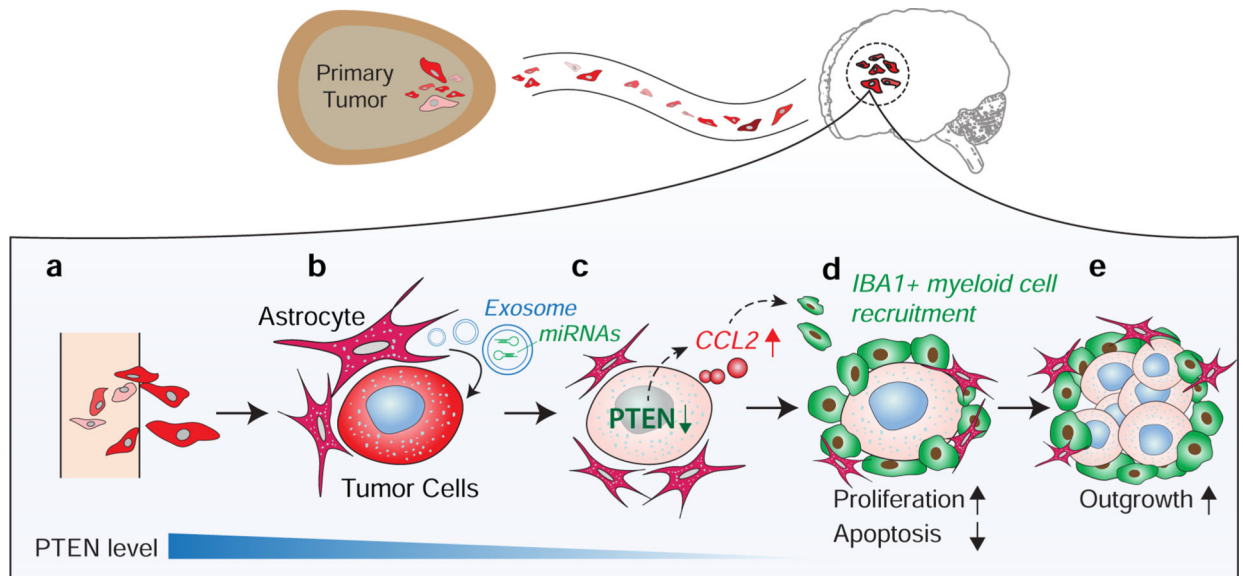 Primary
Tumor
a
b
c
d
e
Astrocyte
Exosome
miRNAs
Tumor Cells
PTEN
CCL2
IBA1+ myeloid cell
recruitment
Proliferation
Apoptosis
Outgrowth
PTEN level